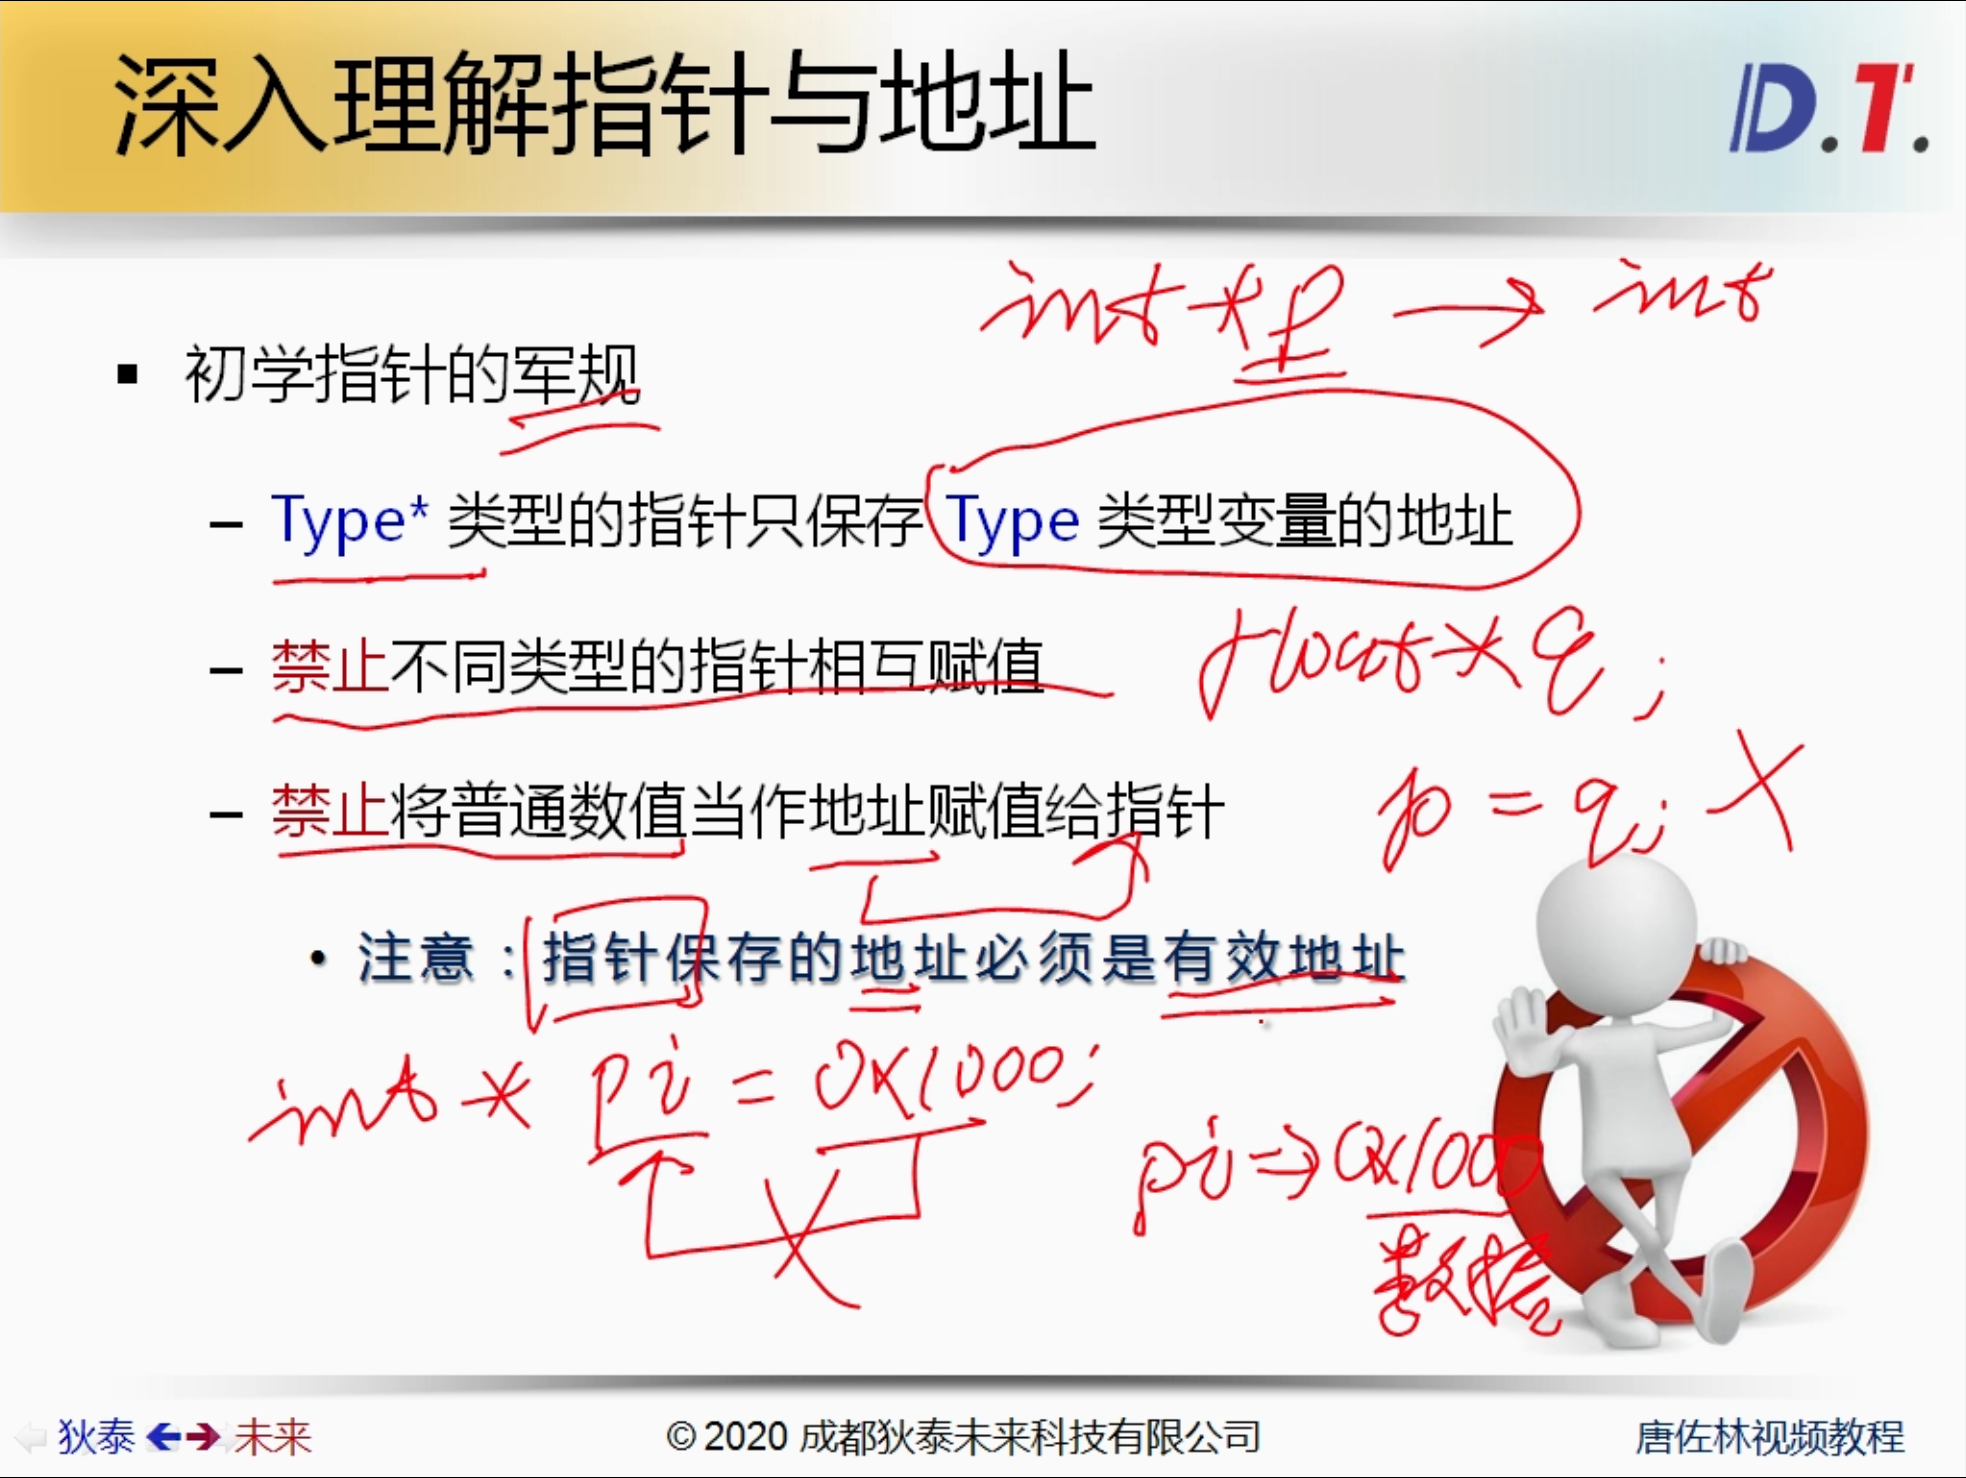 深入理解指针与地址
D.T.
int *p → int
▪ 初学指针的军规
– Type* 类型的指针只保存 Type 类型变量的地址
float * q ;
– 禁止不同类型的指针相互赋值
p = q; X
– 禁止将普通数值当作地址赋值给指针
• 注意：指针保存的地址必须是有效地址
int * pi = 0x1000;
pi → 0x1000
数据
狄泰 未来
© 2020 成都狄泰未来科技有限公司
唐佐林视频教程